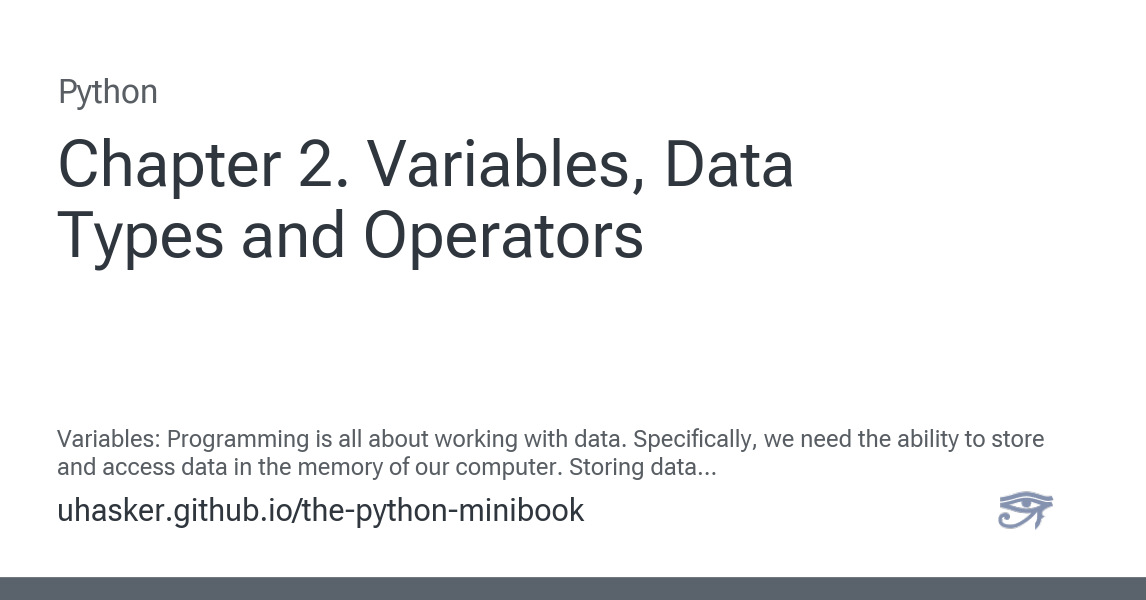 Python
Chapter 2. Variables, Data
Types and Operators
Variables: Programming is all about working with data. Specifically, we need the ability to store
and access data in the memory of our computer. Storing data...
uhasker.github.io/the-python-minibook